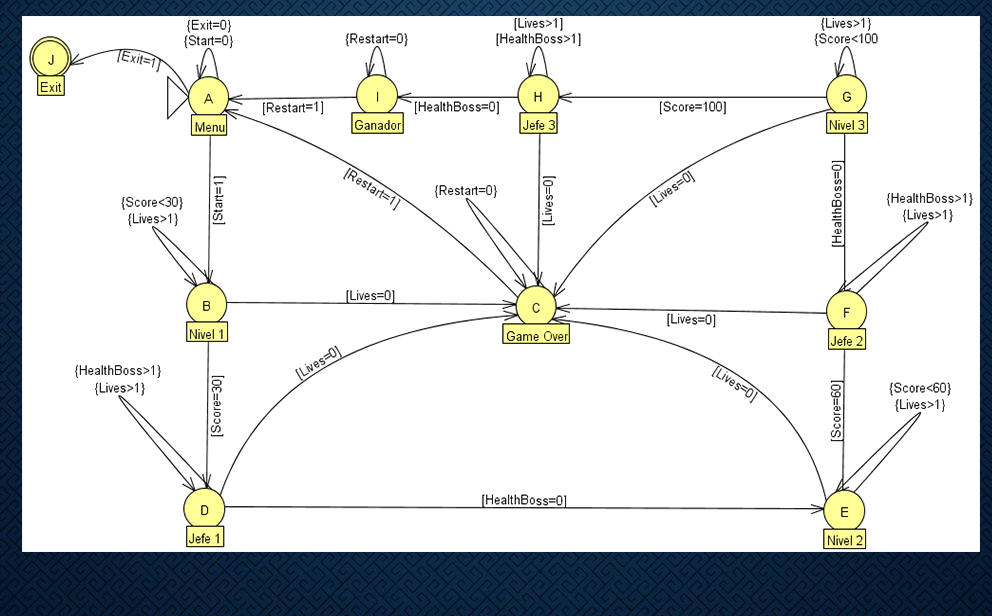 {Exit=0}
{Start=0}
[Exit=1]
J
Exit
A
Menu
{Restart=0}
[Restart=1]
I
Ganador
[HealthBoss=0]
[Lives>1]
[HealthBoss>1]
H
Jefe 3
[Score=100]
{Lives>1}
{Score<100
G
Nivel 3
[Start=1]
[Restart=1]
{Restart=0}
[Lives=0]
[Lives=0]
[HealthBoss=0]
{HealthBoss>1}
{Lives>1}
{Score<30}
{Lives>1}
B
Nivel 1
[Lives=0]
C
Game Over
[Lives=0]
F
Jefe 2
{HealthBoss>1}
{Lives>1}
[Score=30]
[Lives=0]
[Lives=0]
[Score=60]
{Score<60}
{Lives>1}
D
Jefe 1
[HealthBoss=0]
E
Nivel 2